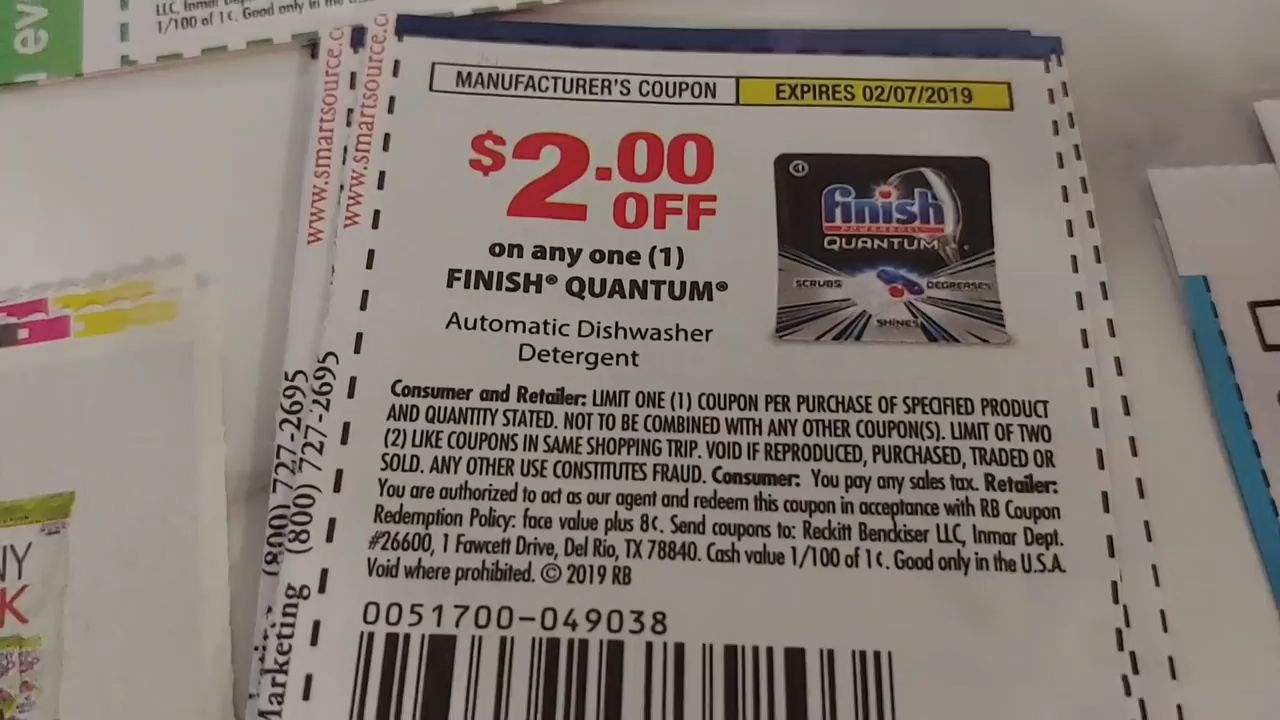 LLC, Inmar
1/100 of 1¢. Good only in the
ev
www.smartsource.c
www.smartsource.c
(800) 727-2695
(800) 727-2695
Marketing
NY
K
MANUFACTURER'S COUPON
EXPIRES 02/07/2019
$2.00
OFF
on any one (1)
FINISH® QUANTUM®
Automatic Dishwasher
Detergent
finish
POWERBALL
QUANTUM
SCRUBS
DEGREASES
SHINES
Consumer and Retailer: LIMIT ONE (1) COUPON PER PURCHASE OF SPECIFIED PRODUCT
AND QUANTITY STATED. NOT TO BE COMBINED WITH ANY OTHER COUPON(S). LIMIT OF TWO
(2) LIKE COUPONS IN SAME SHOPPING TRIP. VOID IF REPRODUCED, PURCHASED, TRADED OR
SOLD. ANY OTHER USE CONSTITUTES FRAUD. Consumer: You pay any sales tax. Retailer:
You are authorized to act as our agent and redeem this coupon in acceptance with RB Coupon
Redemption Policy: face value plus 8¢. Send coupons to: Reckitt Benckiser LLC, Inmar Dept.
#26600, 1 Fawcett Drive, Del Rio, TX 78840. Cash value 1/100 of 1¢. Good only in the U.S.A.
Void where prohibited. © 2019 RB
0051700-049038